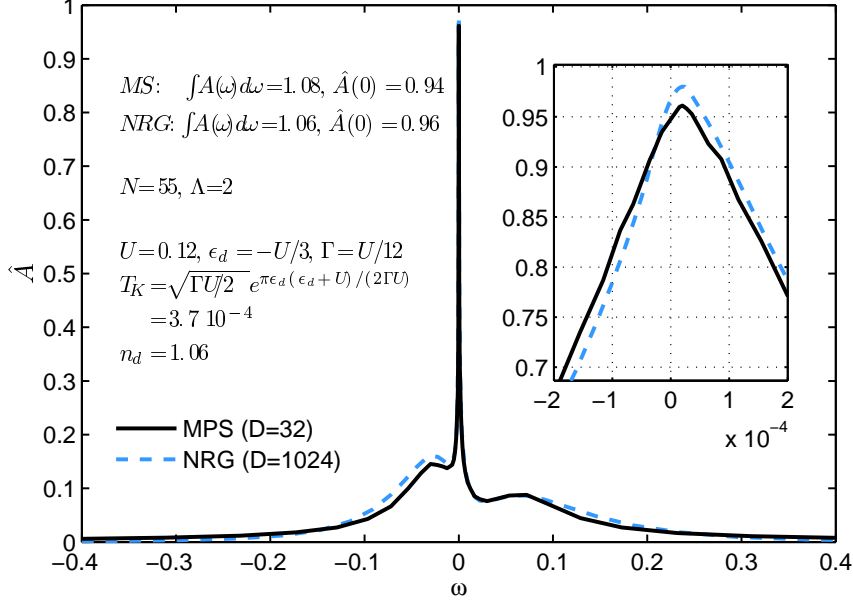 MS: ∫A(ω)dω=1.08, Â(0)=0.94
NRG: ∫A(ω)dω=1.06, Â(0)=0.96
N=55, Λ=2
U=0.12, ϵ_d=−U/3, Γ=U/12
T_K=√(ΓU/2) e^{πϵ_d(ϵ_d+U)/(2ΓU)}
=3.7 10^{−4}
n_d=1.06
MPS (D=32)
NRG (D=1024)
Â
1
0.9
0.8
0.7
0.6
0.5
0.4
0.3
0.2
0.1
0
−0.4 −0.3 −0.2 −0.1 0 0.1 0.2 0.3 0.4
ω
1
0.95
0.9
0.85
0.8
0.75
0.7
−2 −1 0 1 2
x 10^{−4}